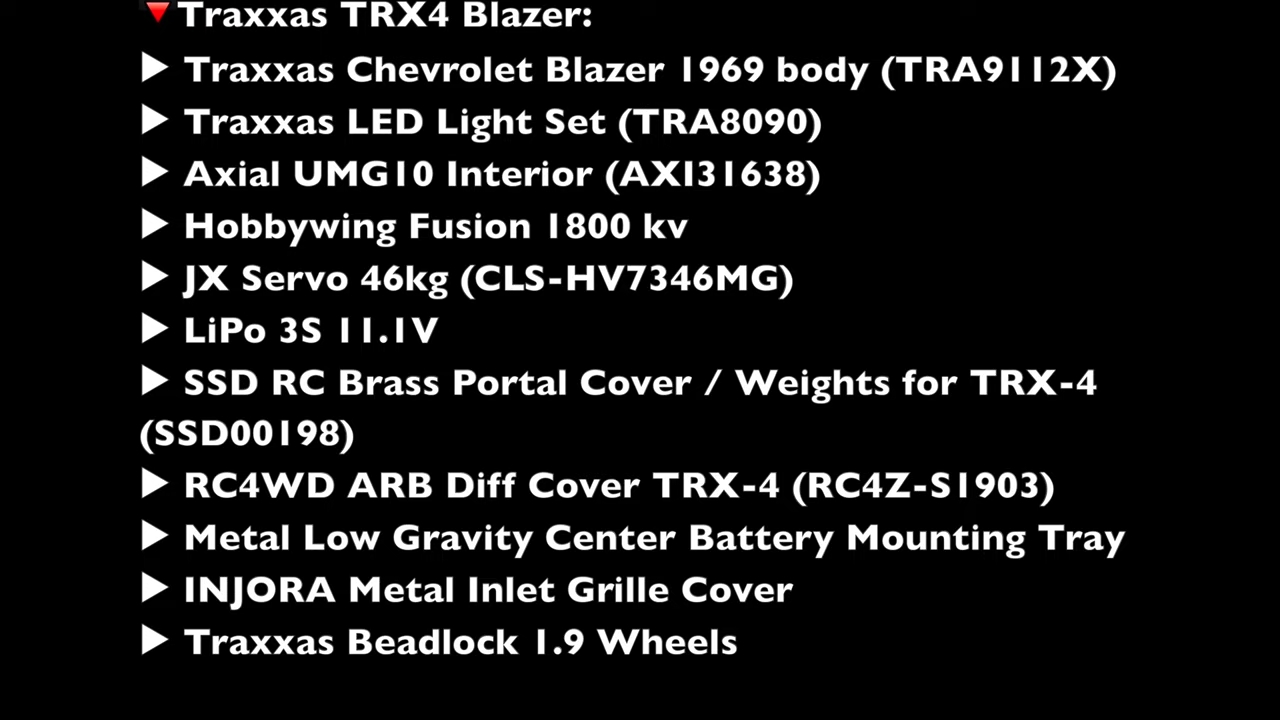 🔻Traxxas TRX4 Blazer:
▶ Traxxas Chevrolet Blazer 1969 body (TRA9112X)
▶ Traxxas LED Light Set (TRA8090)
▶ Axial UMG10 Interior (AXI31638)
▶ Hobbywing Fusion 1800 kv
▶ JX Servo 46kg (CLS-HV7346MG)
▶ LiPo 3S 11.1V
▶ SSD RC Brass Portal Cover / Weights for TRX-4
(SSD00198)
▶ RC4WD ARB Diff Cover TRX-4 (RC4Z-S1903)
▶ Metal Low Gravity Center Battery Mounting Tray
▶ INJORA Metal Inlet Grille Cover
▶ Traxxas Beadlock 1.9 Wheels